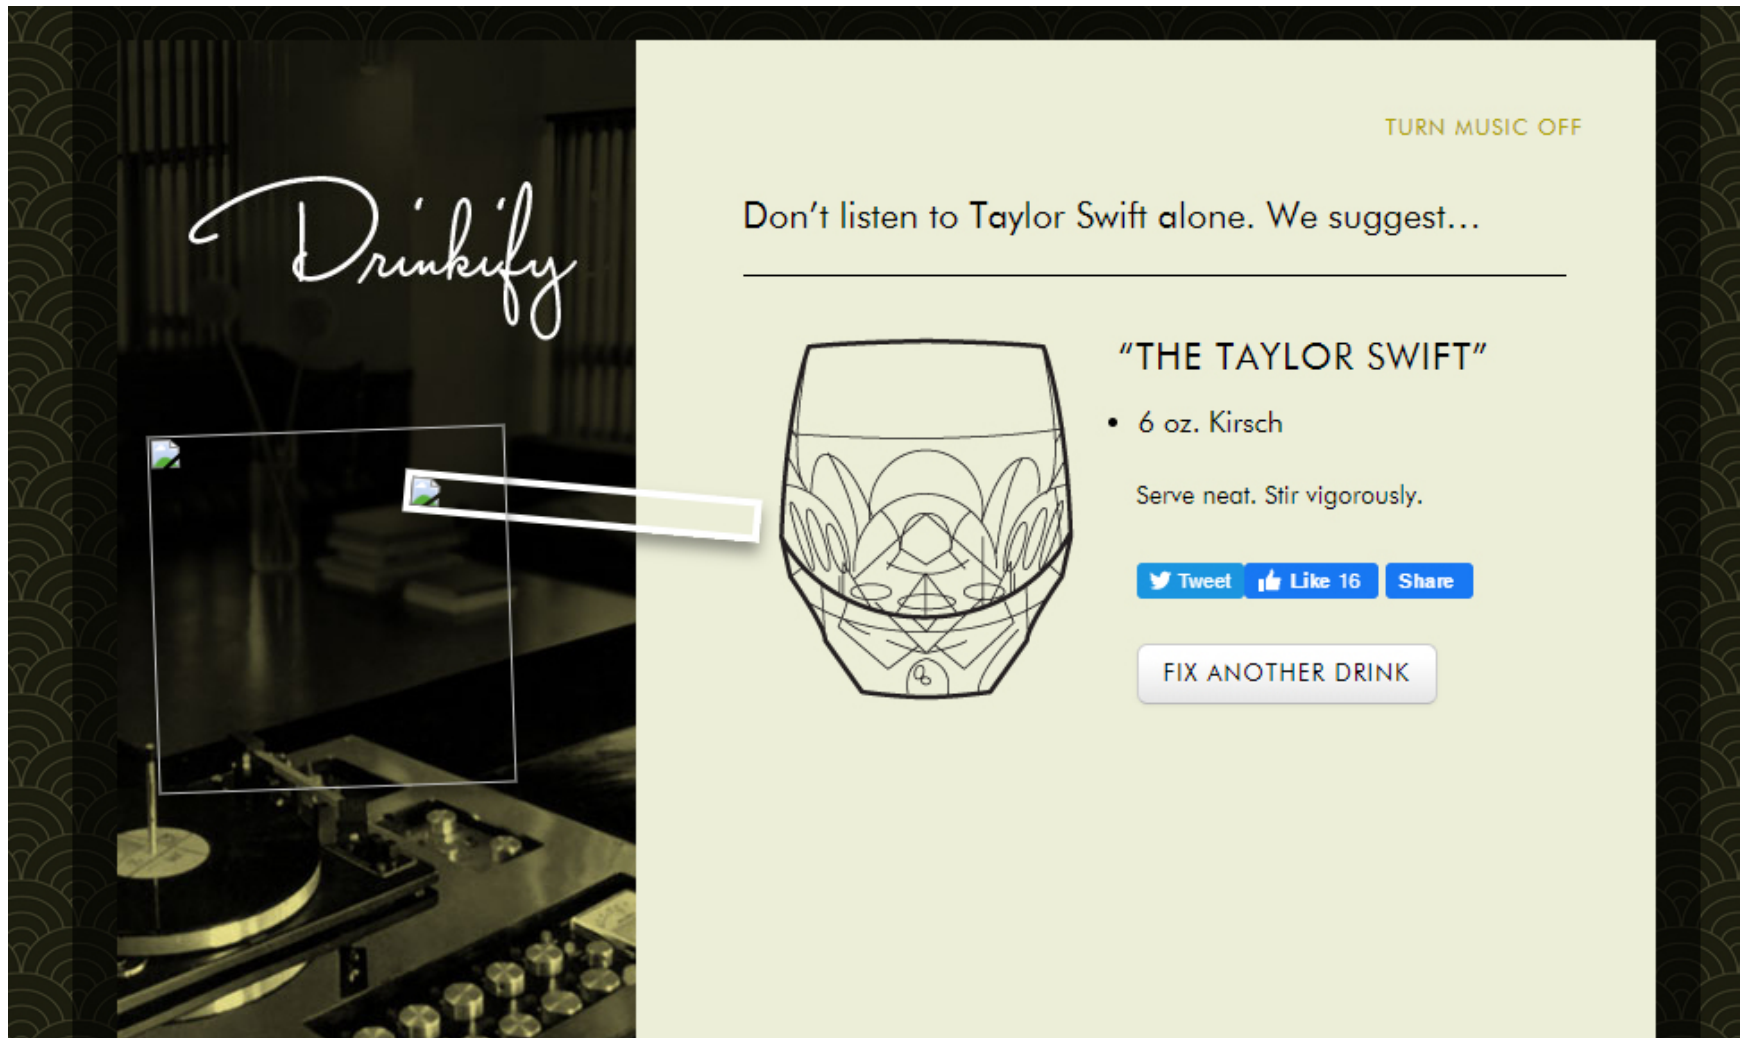 TURN MUSIC OFF
Drinkify
Don’t listen to Taylor Swift alone. We suggest…
“THE TAYLOR SWIFT”
• 6 oz. Kirsch
Serve neat. Stir vigorously.
Tweet Like 16 Share
FIX ANOTHER DRINK